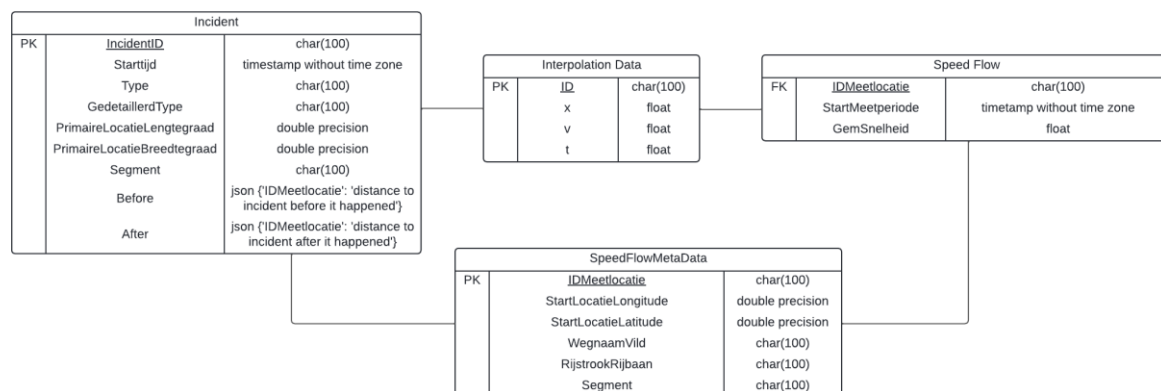 Incident
PK IncidentID char(100)
Starttijd timestamp without time zone
Type char(100)
GedetaillerdType char(100)
PrimaireLocatieLengtegraad double precision
PrimaireLocatieBreedtegraad double precision
Segment char(100)
Before json {'IDMeetlocatie': 'distance to
incident before it happened'}
After json {'IDMeetlocatie': 'distance to
incident after it happened'}
Interpolation Data
PK ID char(100)
x float
v float
t float
Speed Flow
FK IDMeetlocatie char(100)
StartMeetperiode timetamp without time zone
GemSnelheid float
SpeedFlowMetaData
PK IDMeetlocatie char(100)
StartLocatieLongitude double precision
StartLocatieLatitude double precision
WegnaamVild char(100)
RijstrookRijbaan char(100)
Segment char(100)